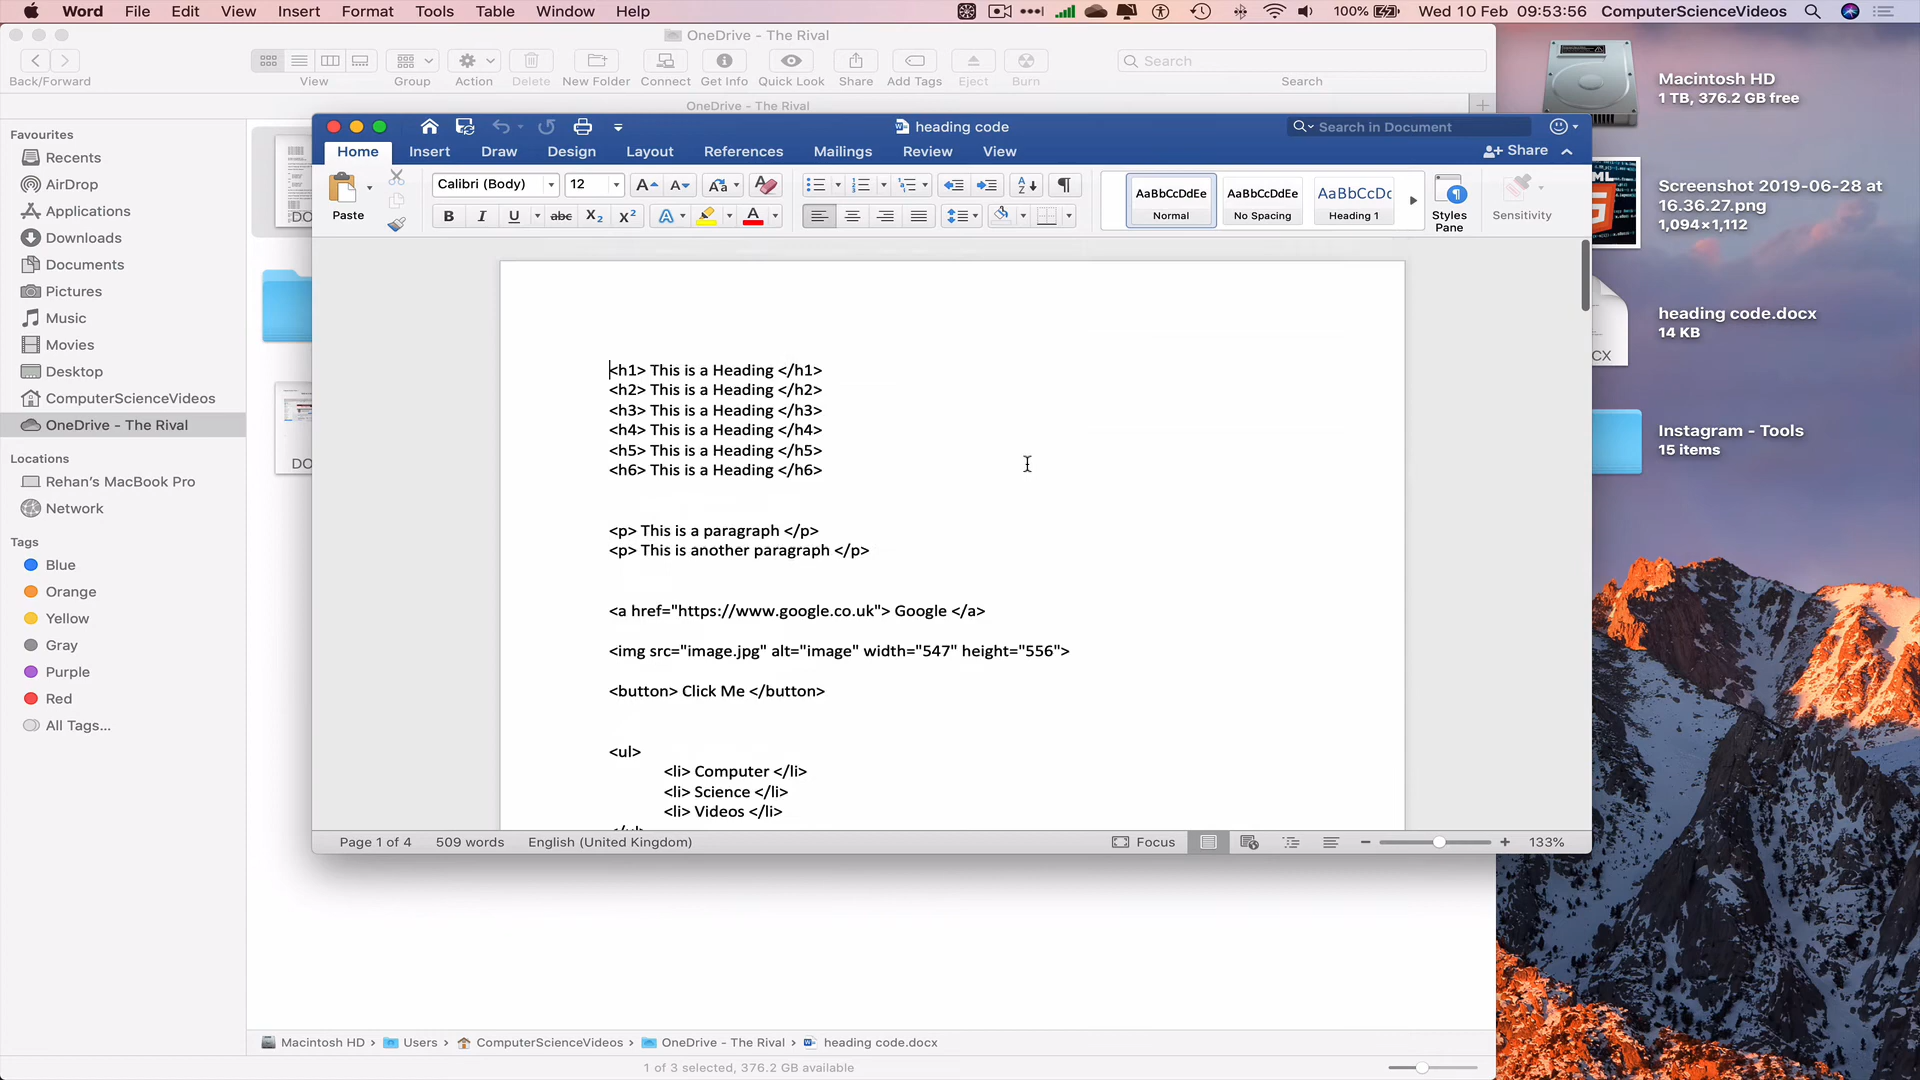 Word File Edit View Insert Format Tools Table Window Help 100% Wed 10 Feb 09:53:56 ComputerScienceVideos
OneDrive - The Rival
Back/Forward View Group Action Delete New Folder Connect Get Info Quick Look Share Add Tags Eject Burn Search
Search
OneDrive - The Rival
Favourites
Recents
AirDrop
Applications
Downloads
Documents
Pictures
Music
Movies
Desktop
ComputerScienceVideos
OneDrive - The Rival
Locations
Rehan's MacBook Pro
Network
Tags
Blue
Orange
Yellow
Gray
Purple
Red
All Tags...
heading code
Search in Document
Home Insert Draw Design Layout References Mailings Review View Share
Paste
Calibri (Body) 12
AaBbCcDdEe AaBbCcDdEe AaBbCcDc
Normal No Spacing Heading 1
Styles Pane
Sensitivity
<h1> This is a Heading </h1>
<h2> This is a Heading </h2>
<h3> This is a Heading </h3>
<h4> This is a Heading </h4>
<h5> This is a Heading </h5>
<h6> This is a Heading </h6>
<p> This is a paragraph </p>
<p> This is another paragraph </p>
<a href="https://www.google.co.uk"> Google </a>
<img src="image.jpg" alt="image" width="547" height="556">
<button> Click Me </button>
<ul>
<li> Computer </li>
<li> Science </li>
<li> Videos </li>
Page 1 of 4 509 words English (United Kingdom) Focus 133%
Macintosh HD › Users › ComputerScienceVideos › OneDrive - The Rival › heading code.docx
1 of 3 selected, 376.2 GB available
Macintosh HD
1 TB, 376.2 GB free
Screenshot 2019-06-28 at
16.36.27.png
1,094×1,112
heading code.docx
14 KB
Instagram - Tools
15 items